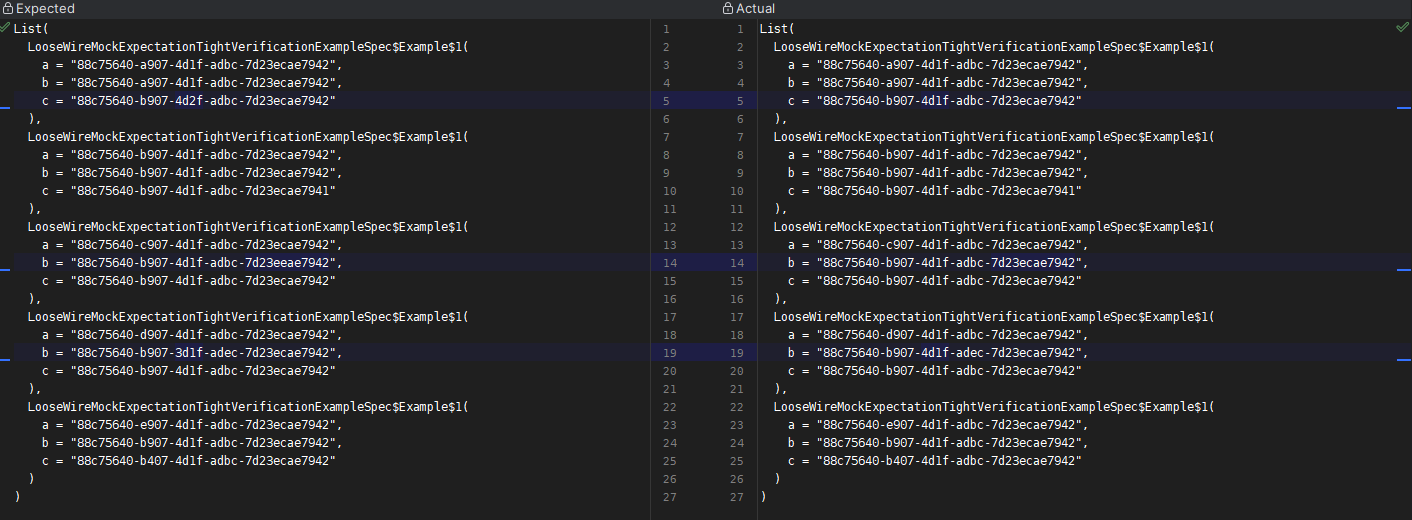 Expected
List(
LooseWireMockExpectationTightVerificationExampleSpec$Example$1(
a = "88c75640-a907-4d1f-adbc-7d23ecae7942",
b = "88c75640-a907-4d1f-adbc-7d23ecae7942",
c = "88c75640-b907-4d2f-adbc-7d23ecae7942"
),
LooseWireMockExpectationTightVerificationExampleSpec$Example$1(
a = "88c75640-b907-4d1f-adbc-7d23ecae7942",
b = "88c75640-b907-4d1f-adbc-7d23ecae7942",
c = "88c75640-b907-4d1f-adbc-7d23ecae7941"
),
LooseWireMockExpectationTightVerificationExampleSpec$Example$1(
a = "88c75640-c907-4d1f-adbc-7d23ecae7942",
b = "88c75640-b907-4d1f-adbc-7d23eeae7942",
c = "88c75640-b907-4d1f-adbc-7d23ecae7942"
),
LooseWireMockExpectationTightVerificationExampleSpec$Example$1(
a = "88c75640-d907-4d1f-adbc-7d23ecae7942",
b = "88c75640-b907-3d1f-adec-7d23ecae7942",
c = "88c75640-b907-4d1f-adbc-7d23ecae7942"
),
LooseWireMockExpectationTightVerificationExampleSpec$Example$1(
a = "88c75640-e907-4d1f-adbc-7d23ecae7942",
b = "88c75640-b907-4d1f-adbc-7d23ecae7942",
c = "88c75640-b407-4d1f-adbc-7d23ecae7942"
)
)
1
2
3
4
5
6
7
8
9
10
11
12
13
14
15
16
17
18
19
20
21
22
23
24
25
26
27
Actual
1
2
3
4
5
6
7
8
9
10
11
12
13
14
15
16
17
18
19
20
21
22
23
24
25
26
27
List(
LooseWireMockExpectationTightVerificationExampleSpec$Example$1(
a = "88c75640-a907-4d1f-adbc-7d23ecae7942",
b = "88c75640-a907-4d1f-adbc-7d23ecae7942",
c = "88c75640-b907-4d1f-adbc-7d23ecae7942"
),
LooseWireMockExpectationTightVerificationExampleSpec$Example$1(
a = "88c75640-b907-4d1f-adbc-7d23ecae7942",
b = "88c75640-b907-4d1f-adbc-7d23ecae7942",
c = "88c75640-b907-4d1f-adbc-7d23ecae7941"
),
LooseWireMockExpectationTightVerificationExampleSpec$Example$1(
a = "88c75640-c907-4d1f-adbc-7d23ecae7942",
b = "88c75640-b907-4d1f-adbc-7d23ecae7942",
c = "88c75640-b907-4d1f-adbc-7d23ecae7942"
),
LooseWireMockExpectationTightVerificationExampleSpec$Example$1(
a = "88c75640-d907-4d1f-adbc-7d23ecae7942",
b = "88c75640-b907-4d1f-adec-7d23ecae7942",
c = "88c75640-b907-4d1f-adbc-7d23ecae7942"
),
LooseWireMockExpectationTightVerificationExampleSpec$Example$1(
a = "88c75640-e907-4d1f-adbc-7d23ecae7942",
b = "88c75640-b907-4d1f-adbc-7d23ecae7942",
c = "88c75640-b407-4d1f-adbc-7d23ecae7942"
)
)